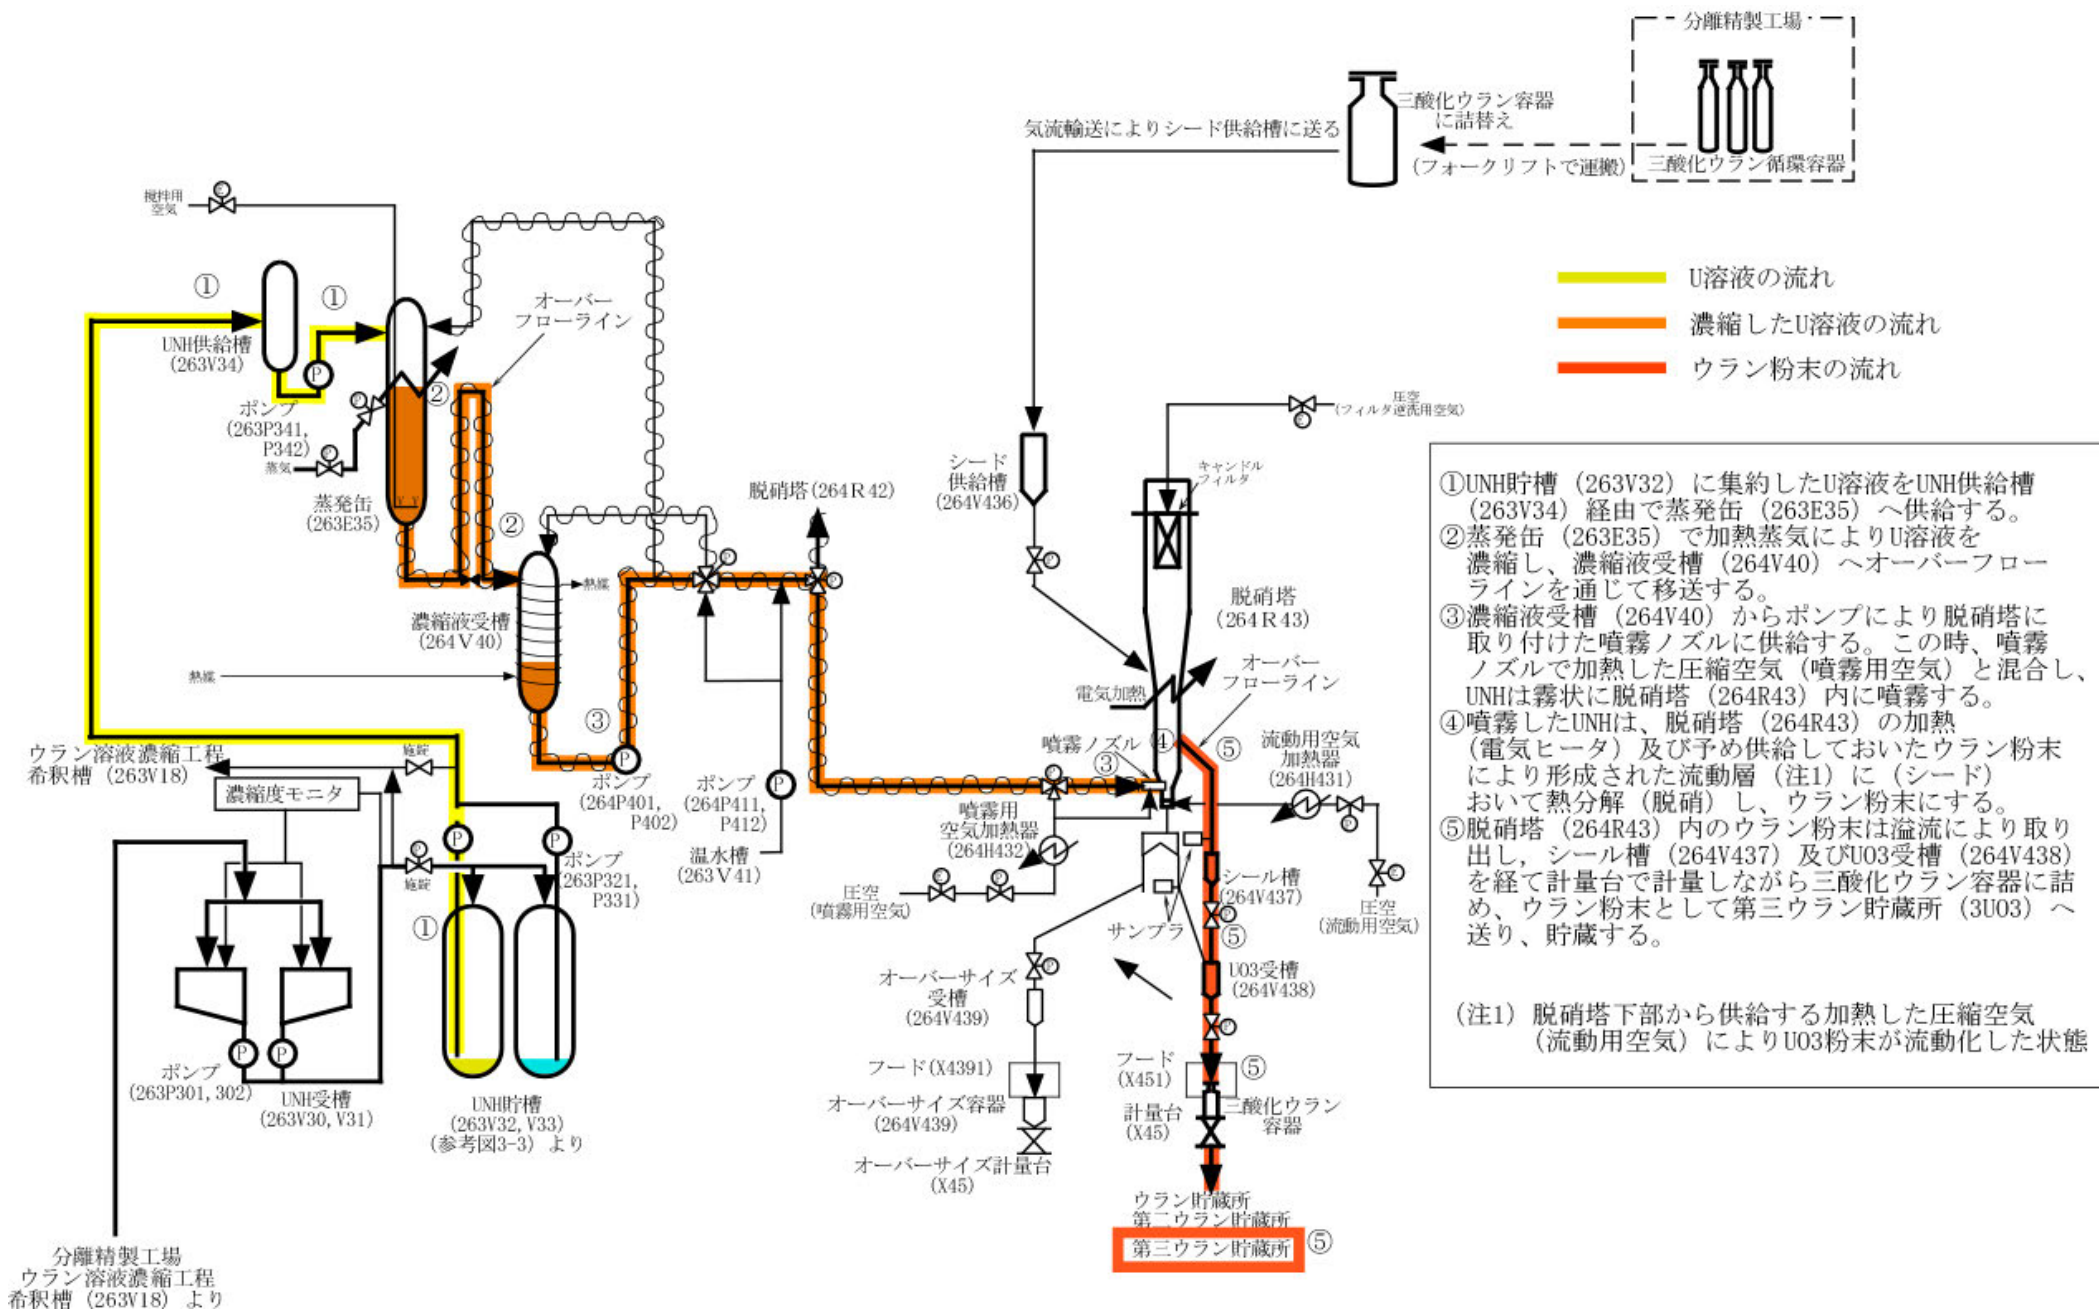 分離精製工場
三酸化ウラン容器
に詰替え
気流輸送によりシード供給槽に送る
(フォークリフトで運搬)
三酸化ウラン循環容器
攪拌用
空気
①
①
UNH供給槽
(263V34)
オーバー
フローライン
U溶液の流れ
濃縮したU溶液の流れ
ウラン粉末の流れ
P
②
ポンプ
(263P341,
P342)
蒸気
蒸発缶
(263E35)
②
脱硝塔(264R42)
シード
供給槽
(264V436)
圧空
(フィルタ逆洗用空気)
キャンドル
フィルタ
熱媒
濃縮液受槽
(264V40)
熱媒
脱硝塔
(264R43)
オーバー
フローライン
電気加熱
③
P
ポンプ
(264P401,
P402)
ポンプ
(264P411,
P412)
P
温水槽
(263V41)
噴霧ノズル
④
⑤
③
流動用空気
加熱器
(264H431)
噴霧用
空気加熱器
(264H432)
圧空
(噴霧用空気)
圧空
(流動用空気)
シール槽
(264V437)
サンプラ
⑤
UO3受槽
(264V438)
オーバーサイズ
受槽
(264V439)
フード(X4391)
オーバーサイズ容器
(264V439)
オーバーサイズ計量台
(X45)
フード
(X451)
⑤
計量台
(X45)
三酸化ウラン
容器
ウラン貯蔵所
第二ウラン貯蔵所
第三ウラン貯蔵所
⑤
ウラン溶液濃縮工程
希釈槽(263V18)
施錠
濃縮度モニタ
P
P
施錠
ポンプ
(263P321,
P331)
①
P
P
ポンプ
(263P301,302)
UNH受槽
(263V30,V31)
UNH貯槽
(263V32,V33)
(参考図3-3)より
分離精製工場
ウラン溶液濃縮工程
希釈槽(263V18)より
①UNH貯槽(263V32)に集約したU溶液をUNH供給槽
(263V34)経由で蒸発缶(263E35)へ供給する。
②蒸発缶(263E35)で加熱蒸気によりU溶液を
濃縮し、濃縮液受槽(264V40)へオーバーフロー
ラインを通じて移送する。
③濃縮液受槽(264V40)からポンプにより脱硝塔に
取り付けた噴霧ノズルに供給する。この時、噴霧
ノズルで加熱した圧縮空気(噴霧用空気)と混合し、
UNHは霧状に脱硝塔(264R43)内に噴霧する。
④噴霧したUNHは、脱硝塔(264R43)の加熱
(電気ヒータ)及び予め供給しておいたウラン粉末
により形成された流動層(注1)に(シード)
おいて熱分解(脱硝)し、ウラン粉末にする。
⑤脱硝塔(264R43)内のウラン粉末は溢流により取り
出し,シール槽(264V437)及びUO3受槽(264V438)
を経て計量台で計量しながら三酸化ウラン容器に詰
め、ウラン粉末として第三ウラン貯蔵所(3UO3)へ
送り、貯蔵する。
(注1)脱硝塔下部から供給する加熱した圧縮空気
(流動用空気)によりUO3粉末が流動化した状態